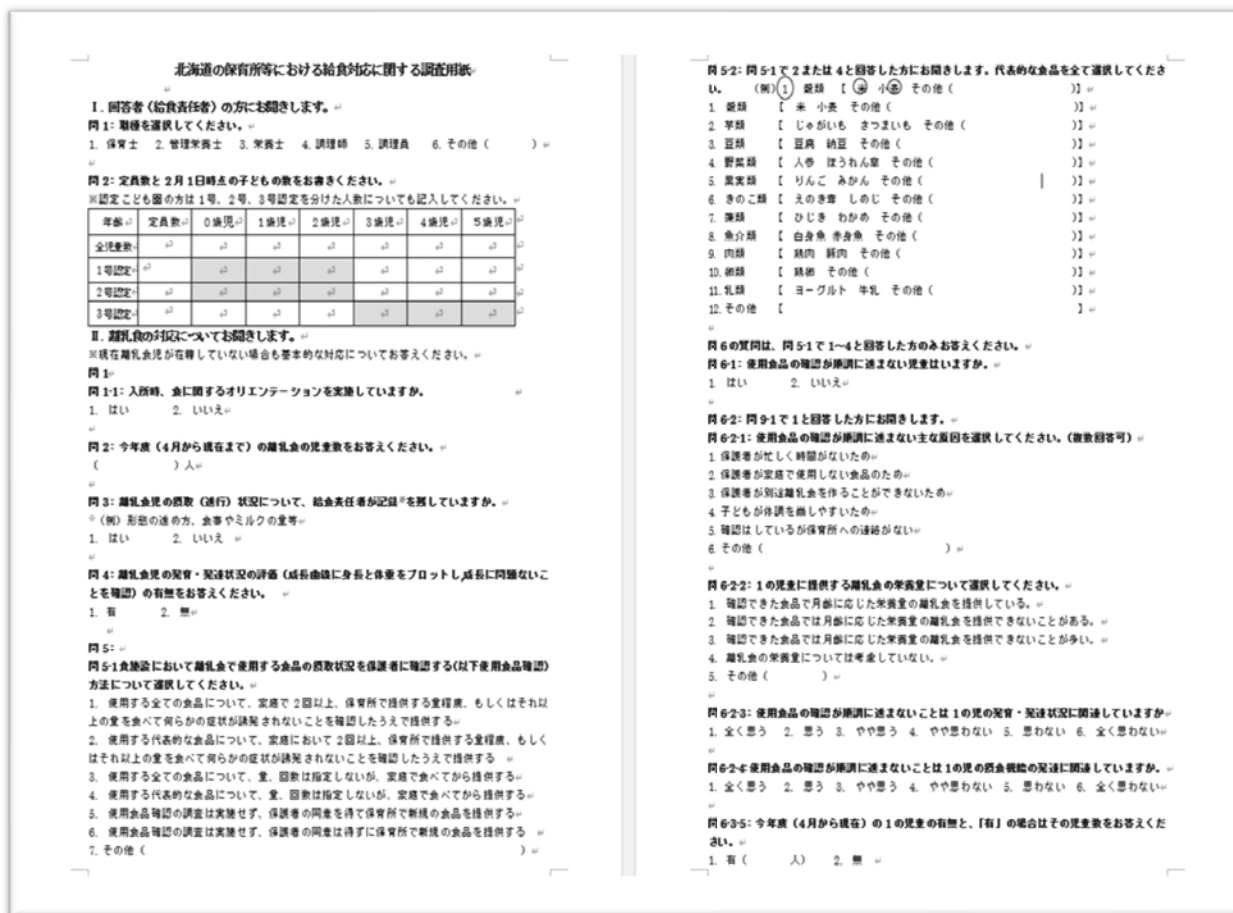 北海道の保育所等における給食対応に関する調査用紙
Ⅰ. 回答者（給食責任者）の方にお聞きします。
問1: 職種を選択してください。
1. 保育士　2. 管理栄養士　3. 栄養士　4. 調理師　5. 調理員　6. その他（　　　）
問2: 定員数と2月1日時点の子どもの数をお書きください。
※認定こども園の方は1号、2号、3号認定を分けた人数についても記入してください。
年齢　定員数　0歳児　1歳児　2歳児　3歳児　4歳児　5歳児
全児童数
1号認定
2号認定
3号認定
Ⅱ. 離乳食の対応についてお聞きします。
※現在離乳食児が在籍していない場合も基本的な対応についてお答えください。
問1
問1-1: 入所時、食に関するオリエンテーションを実施していますか。
1. はい　　2. いいえ
問2: 今年度（4月から現在まで）の離乳食の児童数をお答えください。
（　　　　　）人
問3: 離乳食児の摂取（進行）状況について、給食責任者が記録※を残していますか。
※（例）形態の進め方、食事やミルクの量等
1. はい　　2. いいえ
問4: 離乳食児の発育・発達状況の評価（成長曲線に身長と体重をプロットし成長に問題ないこ
とを確認）の有無をお答えください。
1. 有　　2. 無
問5:
問5-1貴施設において離乳食で使用する食品の摂取状況を保護者に確認する(以下使用食品確認)
方法について選択してください。
1. 使用する全ての食品について、家庭で2回以上、保育所で提供する量程度、もしくはそれ以
上の量を食べて何らかの症状が誘発されないことを確認したうえで提供する
2. 使用する代表的な食品について、家庭において2回以上、保育所で提供する量程度、もしく
はそれ以上の量を食べて何らかの症状が誘発されないことを確認したうえで提供する
3. 使用する全ての食品について、量、回数は指定しないが、家庭で食べてから提供する
4. 使用する代表的な食品について、量、回数は指定しないが、家庭で食べてから提供する
5. 使用食品確認の調査は実施せず、保護者の同意を得て保育所で新規の食品を提供する
6. 使用食品確認の調査は実施せず、保護者の同意は得ずに保育所で新規の食品を提供する
7. その他（　　　　　　　　　　）
問5-2: 問5-1で2または4と回答した方にお聞きします。代表的な食品を全て選択してくださ
い。　（例）1　穀類　【 米　小麦　その他（　　　　　　）】
1. 穀類　【 米　小麦　その他（　　　　　　）】
2. 芋類　【 じゃがいも　さつまいも　その他（　　　　　　）】
3. 豆類　【 豆腐　納豆　その他（　　　　　　）】
4. 野菜類　【 人参　ほうれん草　その他（　　　　　　）】
5. 果実類　【 りんご　みかん　その他（　　　　　　）】
6. きのこ類　【 えのき茸　しめじ　その他（　　　　　　）】
7. 藻類　【 ひじき　わかめ　その他（　　　　　　）】
8. 魚介類　【 白身魚　赤身魚　その他（　　　　　　）】
9. 肉類　【 鶏肉　豚肉　その他（　　　　　　）】
10. 卵類　【 鶏卵　その他（　　　　　　）】
11. 乳類　【 ヨーグルト　牛乳　その他（　　　　　　）】
12. その他　【　　　　　　】
問6の質問は、問5-1で1~4と回答した方のみお答えください。
問6-1: 使用食品の確認が順調に進まない児童はいますか。
1. はい　　2. いいえ
問6-2: 問9-1で1と回答した方にお聞きします。
問6-2-1: 使用食品の確認が順調に進まない主な原因を選択してください。(複数回答可)
1. 保護者が忙しく時間がないため
2. 保護者が家庭で使用しない食品のため
3. 保護者が別途離乳食を作ることができないため
4. 子どもが体調を崩しやすいため
5. 確認はしているが保育所への連絡がない
6. その他（　　　　　　　　）
問6-2-2: 1の児童に提供する離乳食の栄養量について選択してください。
1. 確認できた食品で月齢に応じた栄養量の離乳食を提供している。
2. 確認できた食品では月齢に応じた栄養量の離乳食を提供できないことがある。
3. 確認できた食品では月齢に応じた栄養量の離乳食を提供できないことが多い。
4. 離乳食の栄養量については考慮していない。
5. その他（　　　　）
問6-2-3: 使用食品の確認が順調に進まないことは1の児の発育・発達状況に関連していますか
1. 全く思う　2. 思う　3. やや思う　4. やや思わない　5. 思わない　6. 全く思わない
問6-2-4: 使用食品の確認が順調に進まないことは1の児の摂食機能の発達に関連していますか。
1. 全く思う　2. 思う　3. やや思う　4. やや思わない　5. 思わない　6. 全く思わない
問6-3-5: 今年度（4月から現在）の1の児童の有無と、「有」の場合はその児童数をお答えくだ
さい。
1. 有（　　　人）　2. 無